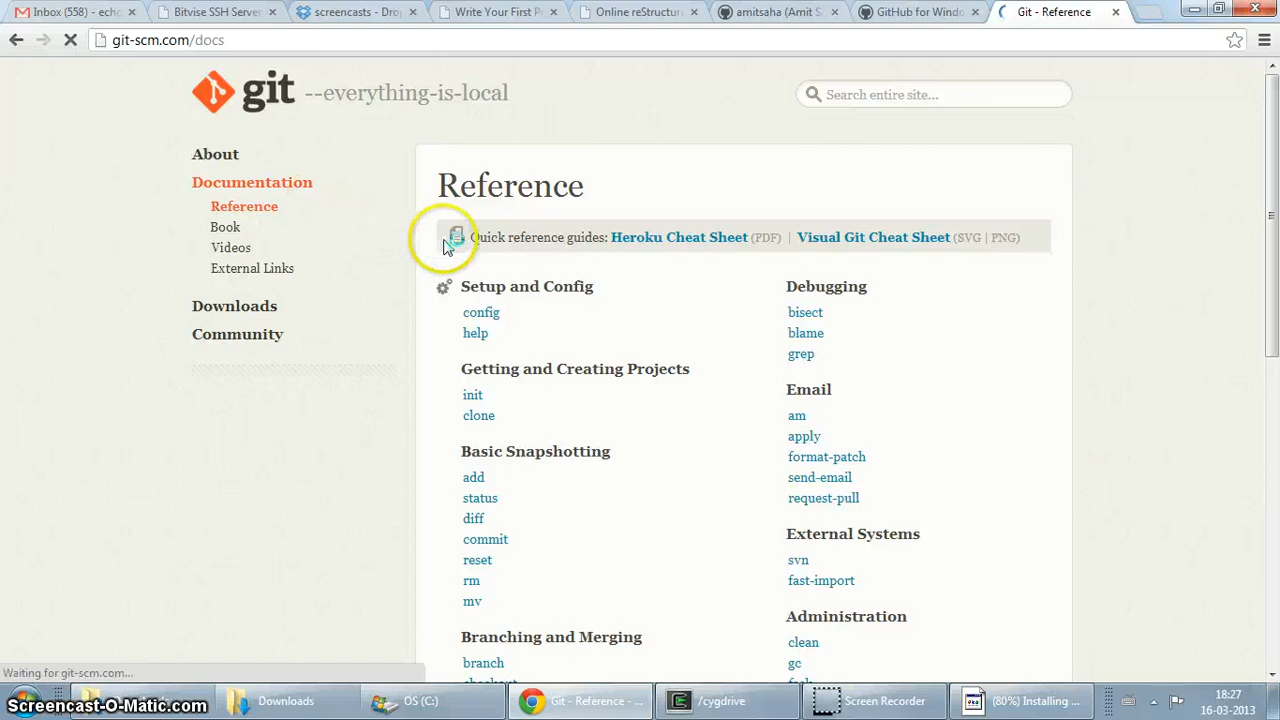 Inbox (558) - echo
Bitvise SSH Server
screencasts - Drop
Write Your First P
Online reStructure
amitsaha (Amit S
GitHub for Windo
Git - Reference
git-scm.com/docs
git --everything-is-local
Search entire site...
About
Documentation
Reference
Book
Videos
External Links
Downloads
Community
Reference
Quick reference guides: Heroku Cheat Sheet (PDF) | Visual Git Cheat Sheet (SVG | PNG)
Setup and Config
config
help
Getting and Creating Projects
init
clone
Basic Snapshotting
add
status
diff
commit
reset
rm
mv
Branching and Merging
branch
Debugging
bisect
blame
grep
Email
am
apply
format-patch
send-email
request-pull
External Systems
svn
fast-import
Administration
clean
gc
Waiting for git-scm.com...
Downloads
OS (C:)
Git - Reference - ...
/cygdrive
Screen Recorder
(80%) Installing ...
18:27
16-03-2013
Screencast-O-Matic.com